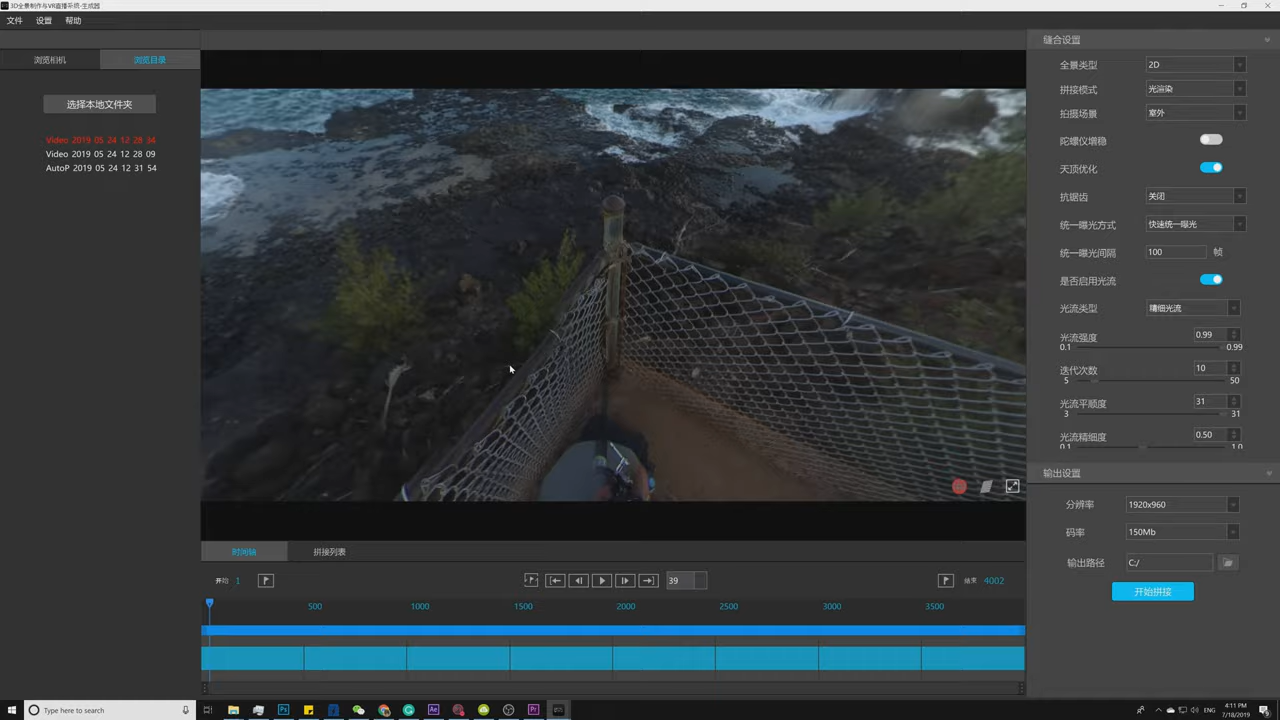 3D全景制作与VR直播补级-生成器
文件 设置 帮助
浏览相机 浏览目录
选择本地文件夹
Video 2019 05 24 12 28 34
Video 2019 05 24 12 28 09
AutoP 2019 05 24 12 31 54
缝合设置
全景类型 2D
拼接模式 光渲染
拍摄场景 室外
陀螺仪增稳
天顶优化
抗锯齿 关闭
统一曝光方式 快速统一曝光
统一曝光间隔 100 帧
是否启用光流
光流类型 精细光流
光流强度 0.99
0.1 0.99
迭代次数 10
5 50
光流平顺度 31
3 31
光流精细度 0.50
0.1 1.0
输出设置
分辨率 1920x960
码率 150Mb
输出路径 C:/
开始拼接
时间轴 拼接列表
开始 1 39 结束 4002
500 1000 1500 2000 2500 3000 3500
Type here to search
ENG
4:11 PM
7/18/2019